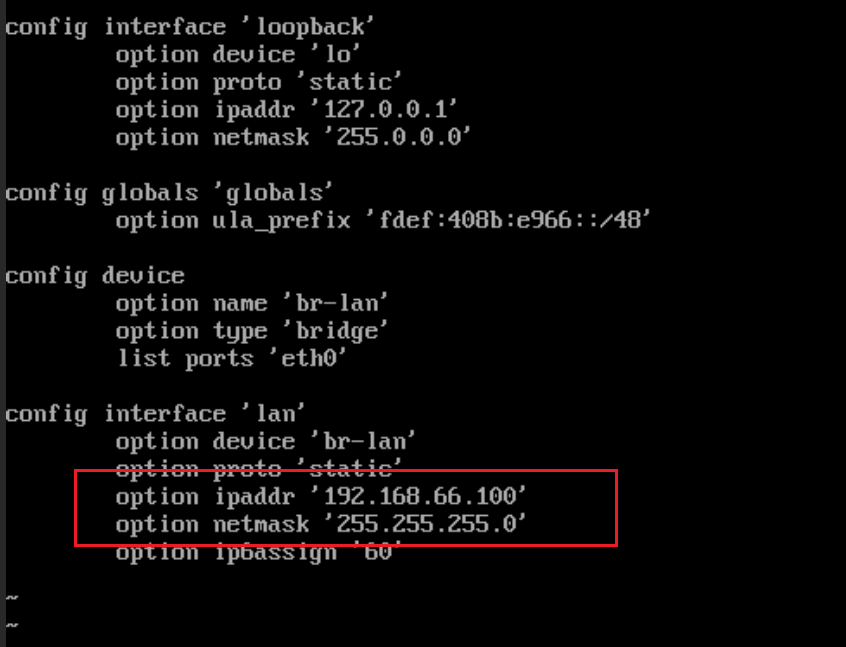 config interface 'loopback'
option device 'lo'
option proto 'static'
option ipaddr '127.0.0.1'
option netmask '255.0.0.0'
config globals 'globals'
option ula_prefix 'fdef:408b:e966::/48'
config device
option name 'br-lan'
option type 'bridge'
list ports 'eth0'
config interface 'lan'
option device 'br-lan'
option proto 'static'
option ipaddr '192.168.66.100'
option netmask '255.255.255.0'
option ip6assign '60'
~
~